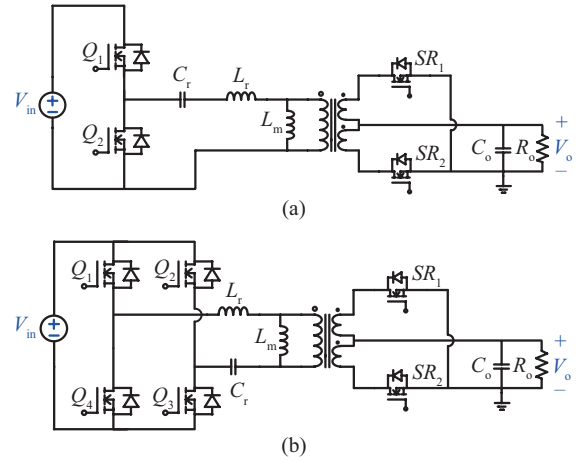 Q1
Cr
Lr
SR1
Vin
+
−
Lm
+
Q2
Co
Ro
Vo
SR2
−
(a)
Q1
Q2
SR1
Lr
Vin
+
−
Lm
+
Co
Ro
Vo
Cr
SR2
−
Q4
Q3
(b)